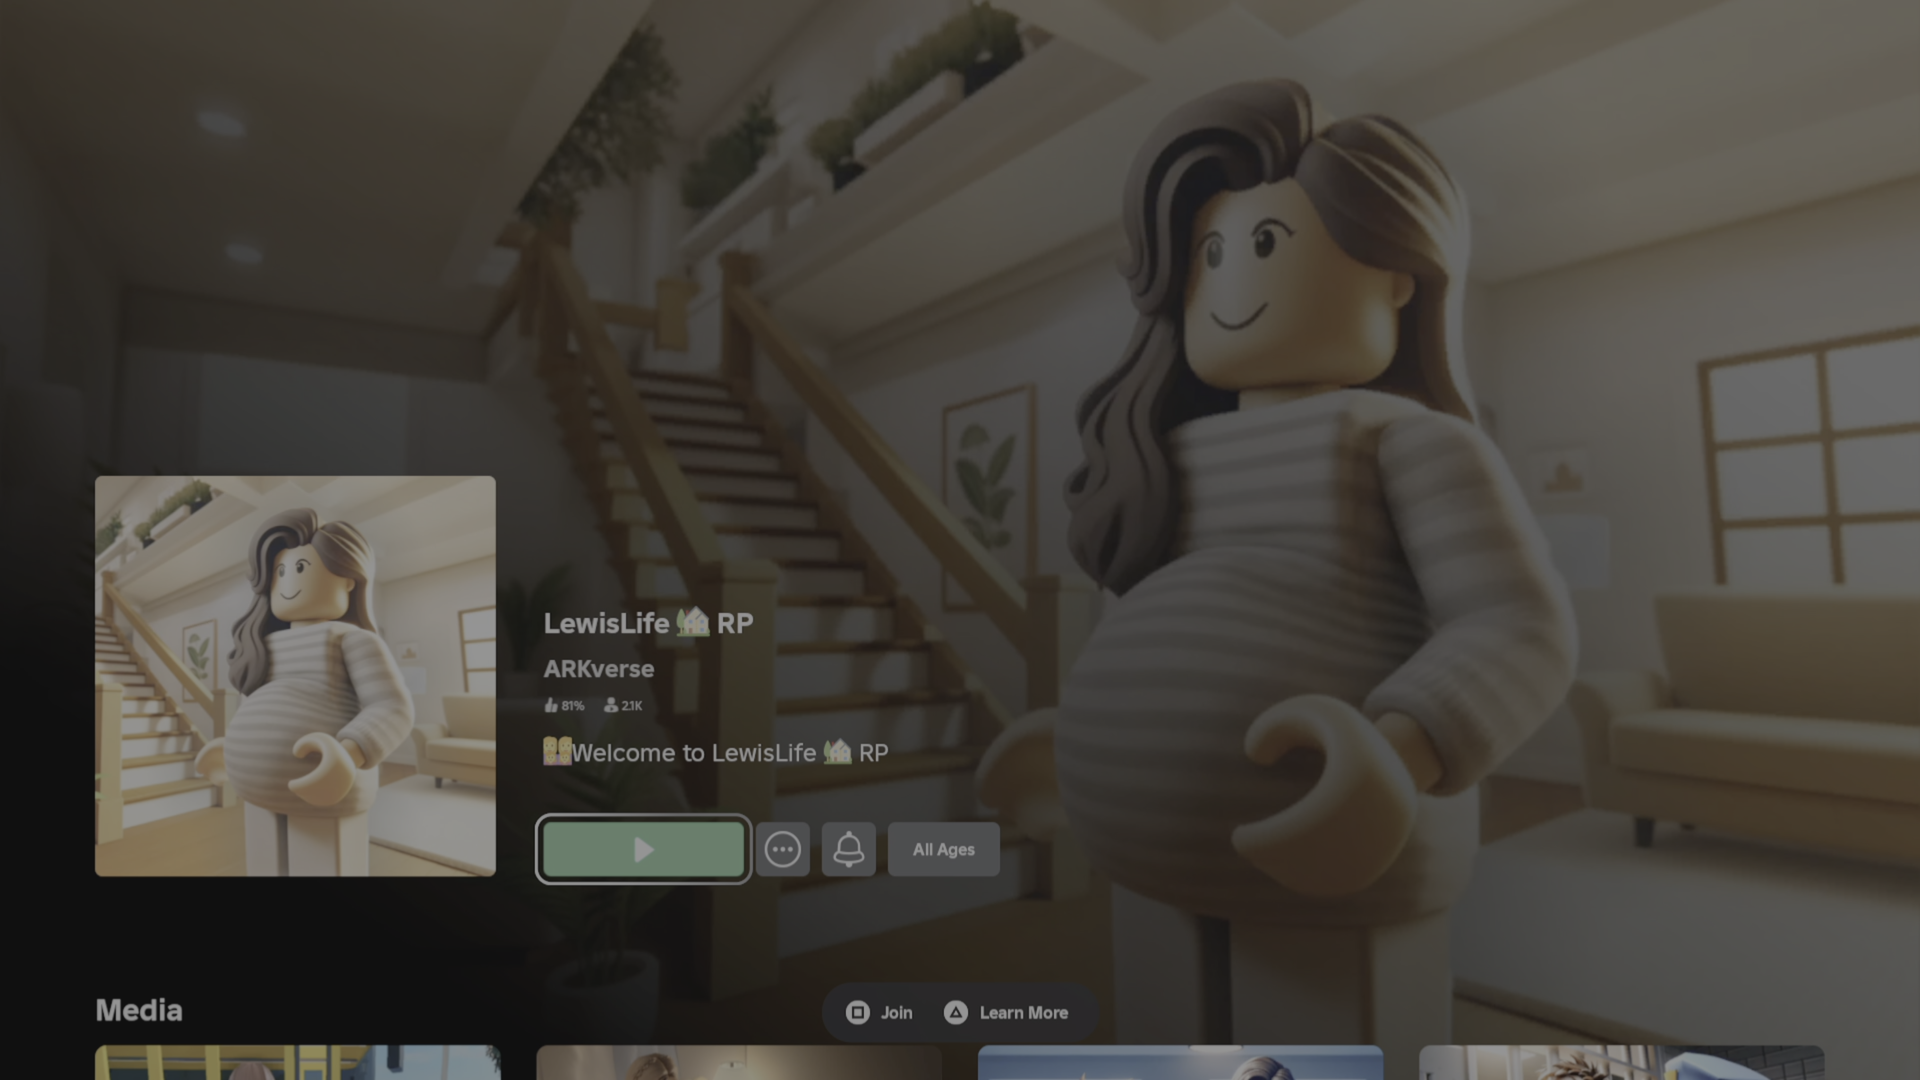 LewisLife 🏡 RP
ARKverse
81% 2.1K
👭Welcome to LewisLife 🏡 RP
All Ages
Media
Join Learn More